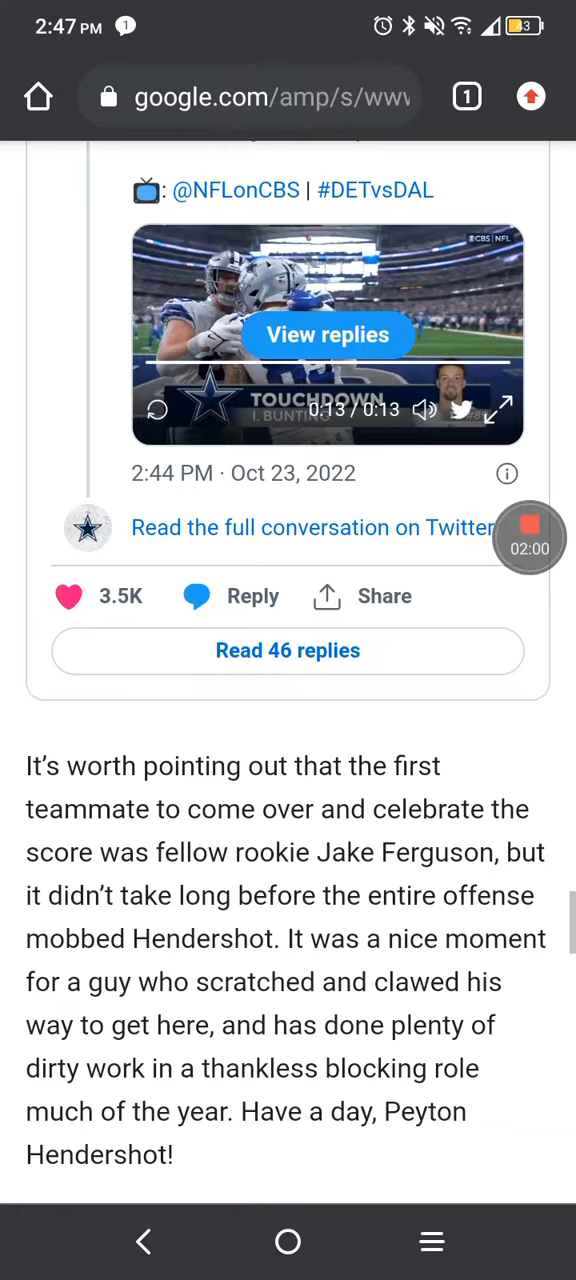 2:47 PM 1 43
google.com/amp/s/www 1
: @NFLonCBS | #DETvsDAL
CBS NFL
View replies
TOUCHDOWN
0:13 / 0:13
I. BUNTING
2:44 PM · Oct 23, 2022
Read the full conversation on Twitter
02:00
3.5K Reply Share
Read 46 replies
It’s worth pointing out that the first
teammate to come over and celebrate the
score was fellow rookie Jake Ferguson, but
it didn’t take long before the entire offense
mobbed Hendershot. It was a nice moment
for a guy who scratched and clawed his
way to get here, and has done plenty of
dirty work in a thankless blocking role
much of the year. Have a day, Peyton
Hendershot!